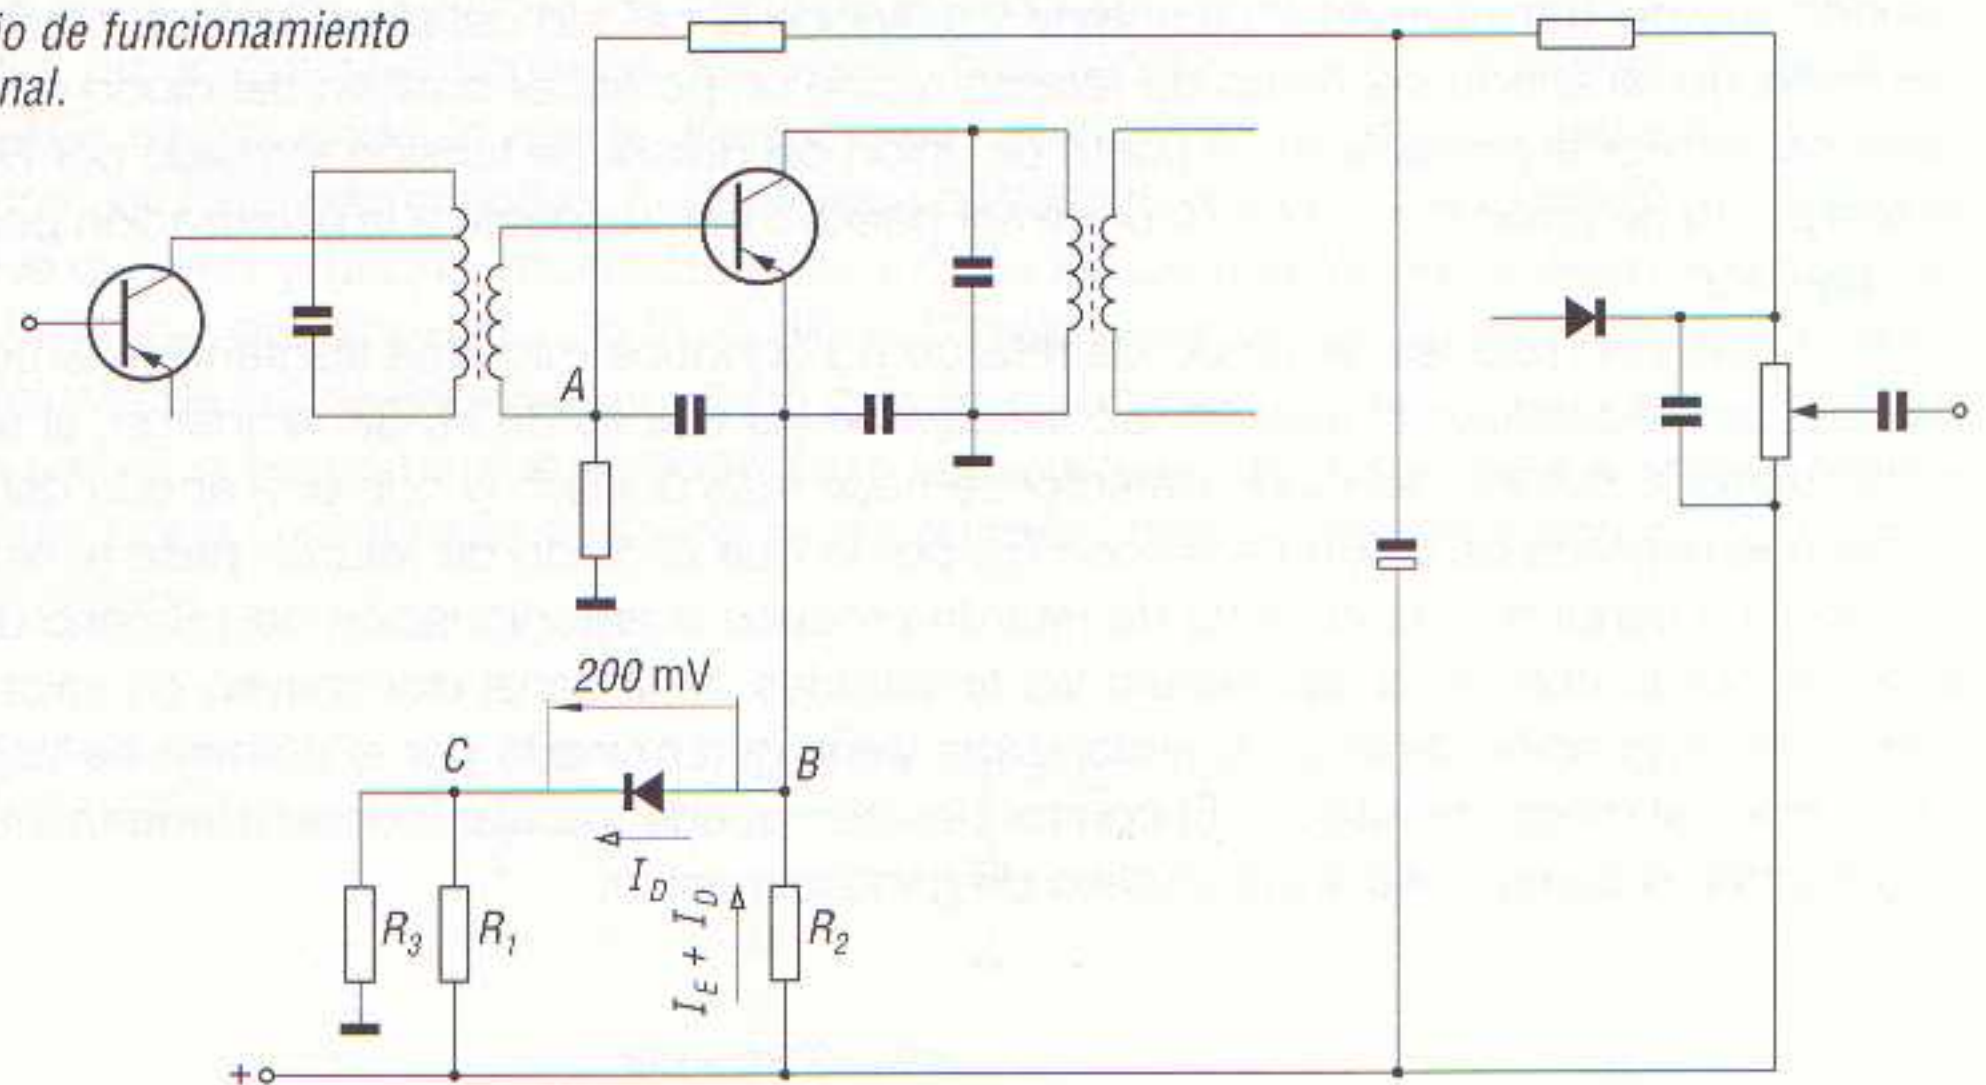 io de funcionamiento
nal.
A
200 mV
C
B
I_D
R_3
R_1
I_E + I_D
R_2
+